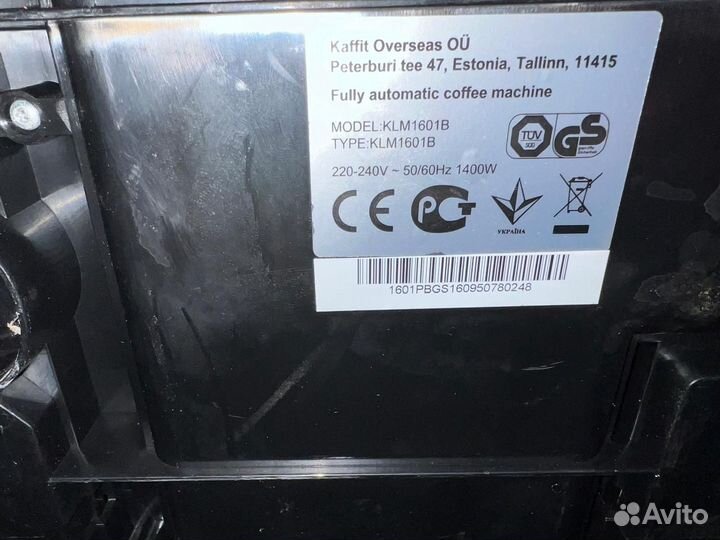 Kaffit Overseas OÜ
Peterburi tee 47, Estonia, Tallinn, 11415
Fully automatic coffee machine
MODEL:KLM1601B
TYPE:KLM1601B
220-240V ~ 50/60Hz 1400W
TÜV
SÜD
GS
CE
УКРАЇНА
1601PBGS160950780248
Avito